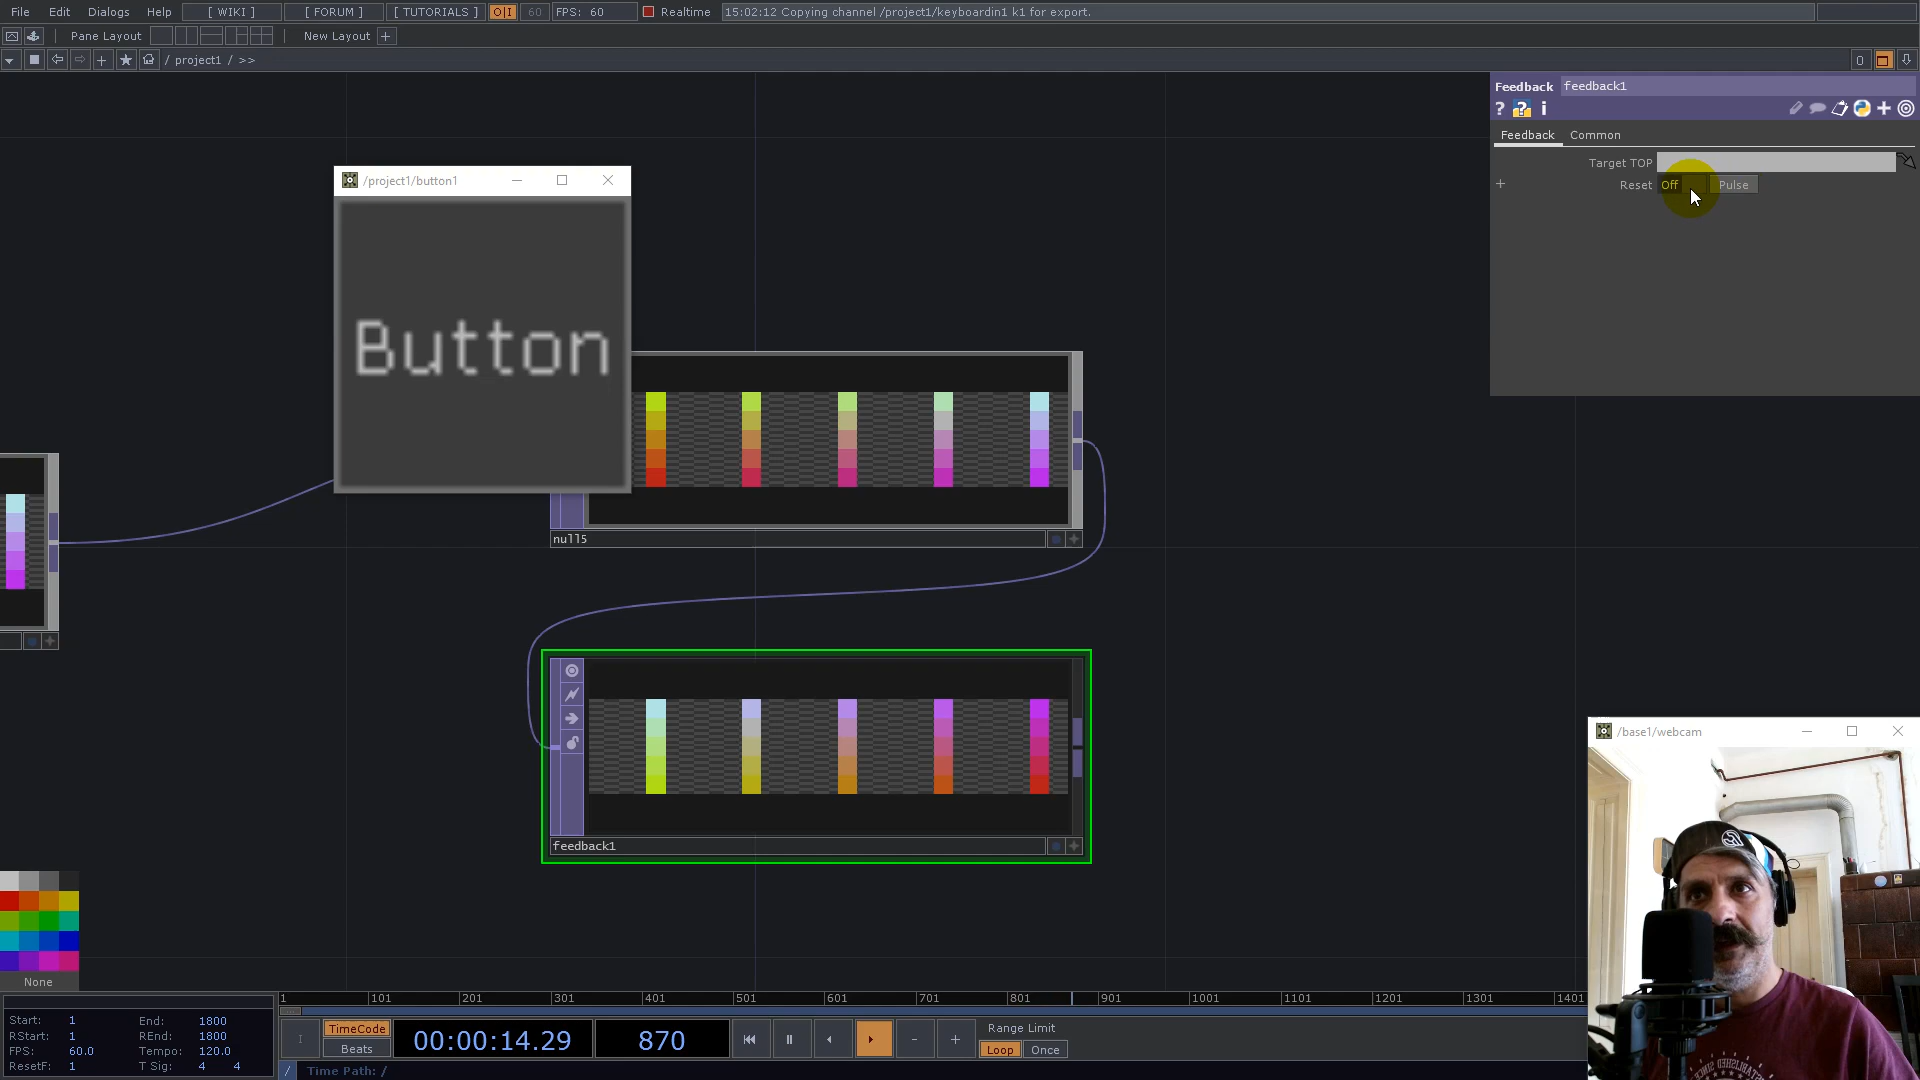 File Edit Dialogs Help [ WIKI ] [ FORUM ] [ TUTORIALS ] O|I 60 FPS: 60 Realtime 15:02:12 Copying channel /project1/keyboardin1 k1 for export.
Pane Layout New Layout +
/ project1 / >> 0
Feedback feedback1
? ? i
Feedback Common
Target TOP
+ Reset Off Pulse
/project1/button1
Button
null5
feedback1
/base1/webcam
None
1 101 201 301 401 501 601 701 801 901 1001 1101 1201 1301 1401
Start: 1 End: 1800
RStart: 1 REnd: 1800
FPS: 60.0 Tempo: 120.0
ResetF: 1 T Sig: 4 4
TimeCode
Beats
00:00:14.29 870
Range Limit
Loop Once
/ Time Path: /